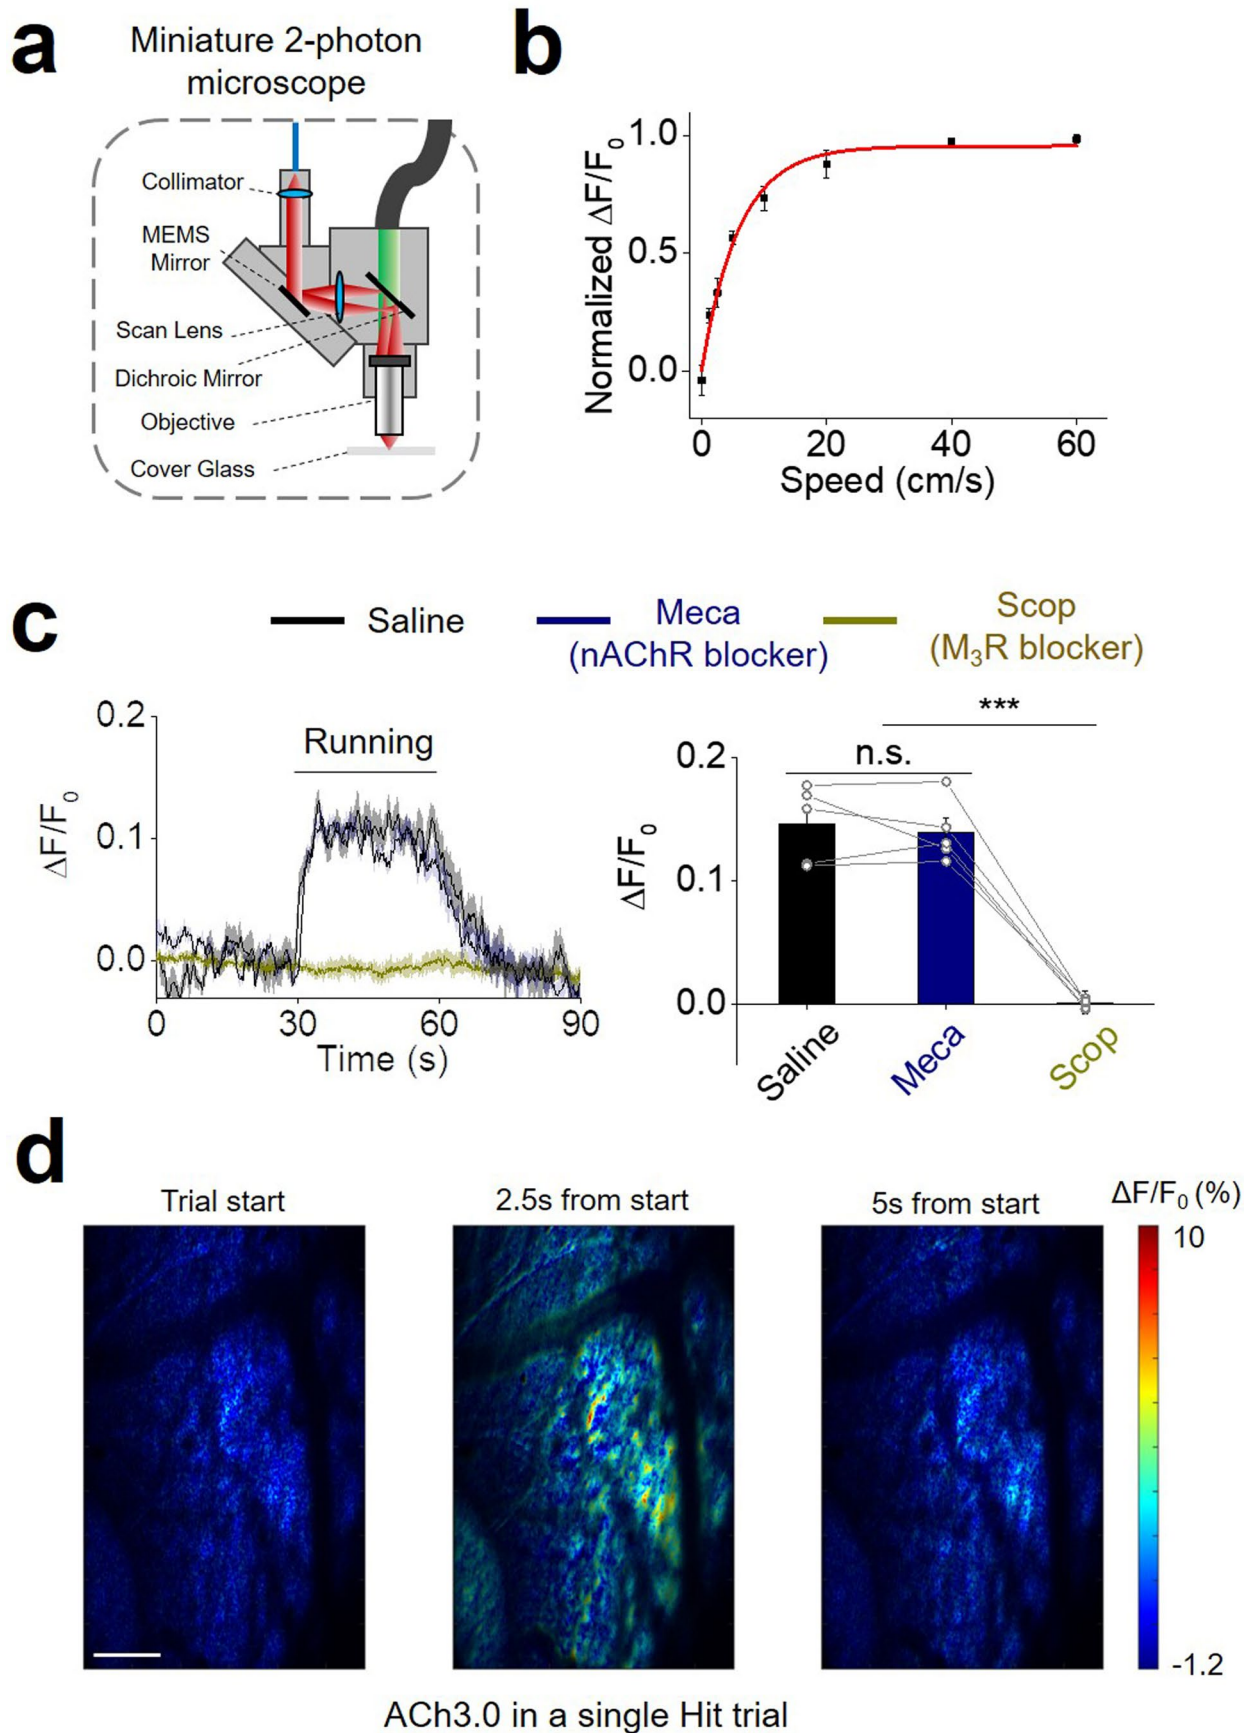 a
Miniature 2-photon
microscope
Collimator
MEMS
Mirror
Scan Lens
Dichroic Mirror
Objective
Cover Glass
b
Normalized ΔF/F₀
1.0
0.5
0.0
0 20 40 60
Speed (cm/s)
c
Saline
Meca
(nAChR blocker)
Scop
(M₃R blocker)
ΔF/F₀
0.2
0.1
0.0
Running
0 30 60 90
Time (s)
ΔF/F₀
0.2
0.1
0.0
n.s.
***
Saline
Meca
Scop
d
Trial start
2.5s from start
5s from start
ΔF/F₀ (%)
10
-1.2
ACh3.0 in a single Hit trial